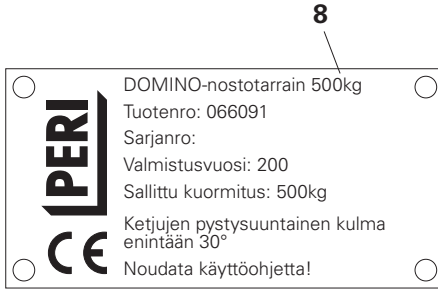 8
DOMINO-nostotarrain 500kg
Tuotenro: 066091
Sarjanro:
Valmistusvuosi: 200
Sallittu kuormitus: 500kg
Ketjujen pystysuuntainen kulma
enintään 30°
Noudata käyttöohjetta!
PERI
CE